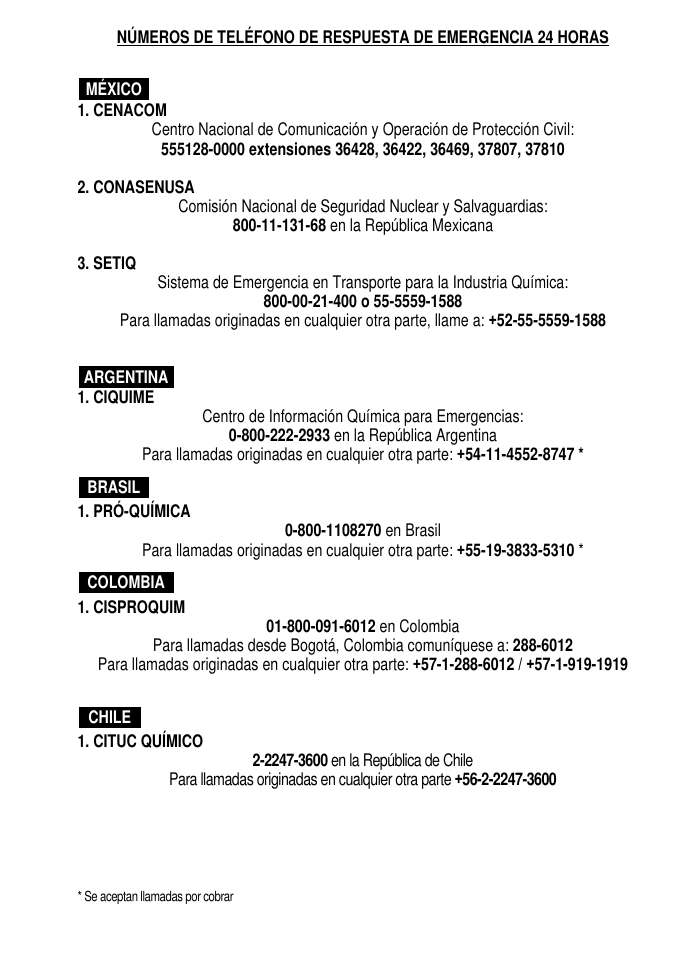 NÚMEROS DE TELÉFONO DE RESPUESTA DE EMERGENCIA 24 HORAS
MÉXICO
1. CENACOM
Centro Nacional de Comunicación y Operación de Protección Civil:
555128-0000 extensiones 36428, 36422, 36469, 37807, 37810
2. CONASENUSA
Comisión Nacional de Seguridad Nuclear y Salvaguardias:
800-11-131-68 en la República Mexicana
3. SETIQ
Sistema de Emergencia en Transporte para la Industria Química:
800-00-21-400 o 55-5559-1588
Para llamadas originadas en cualquier otra parte, llame a: +52-55-5559-1588
ARGENTINA
1. CIQUIME
Centro de Información Química para Emergencias:
0-800-222-2933 en la República Argentina
Para llamadas originadas en cualquier otra parte: +54-11-4552-8747 *
BRASIL
1. PRÓ-QUÍMICA
0-800-1108270 en Brasil
Para llamadas originadas en cualquier otra parte: +55-19-3833-5310 *
COLOMBIA
1. CISPROQUIM
01-800-091-6012 en Colombia
Para llamadas desde Bogotá, Colombia comuníquese a: 288-6012
Para llamadas originadas en cualquier otra parte: +57-1-288-6012 / +57-1-919-1919
CHILE
1. CITUC QUÍMICO
2-2247-3600 en la República de Chile
Para llamadas originadas en cualquier otra parte +56-2-2247-3600
* Se aceptan llamadas por cobrar